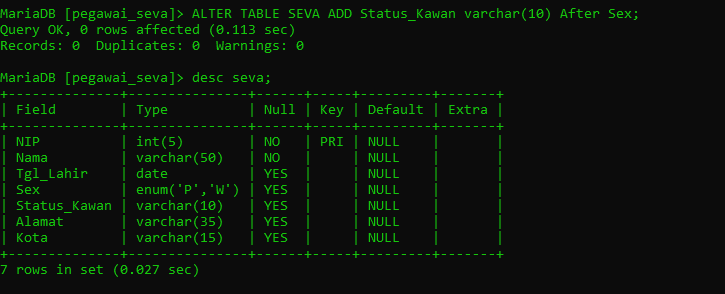 MariaDB [pegawai_seva]> ALTER TABLE SEVA ADD Status_Kawan varchar(10) After Sex;
Query OK, 0 rows affected (0.113 sec)
Records: 0  Duplicates: 0  Warnings: 0

MariaDB [pegawai_seva]> desc seva;
+--------------+---------------+------+-----+---------+-------+
| Field        | Type          | Null | Key | Default | Extra |
+--------------+---------------+------+-----+---------+-------+
| NIP          | int(5)        | NO   | PRI | NULL    |       |
| Nama         | varchar(50)   | NO   |     | NULL    |       |
| Tgl_Lahir    | date          | YES  |     | NULL    |       |
| Sex          | enum('P','W') | YES  |     | NULL    |       |
| Status_Kawan | varchar(10)   | YES  |     | NULL    |       |
| Alamat       | varchar(35)   | YES  |     | NULL    |       |
| Kota         | varchar(15)   | YES  |     | NULL    |       |
+--------------+---------------+------+-----+---------+-------+
7 rows in set (0.027 sec)